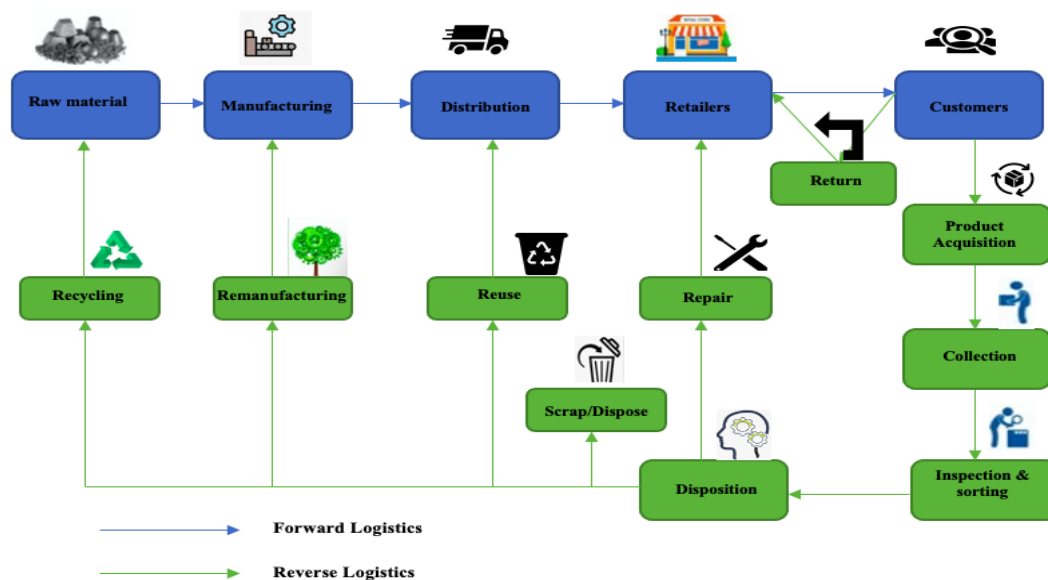 Raw material
Manufacturing
Distribution
Retailers
Customers
Return
Product
Acquisition
Recycling
Remanufacturing
Reuse
Repair
Collection
Scrap/Dispose
Disposition
Inspection &
sorting
Forward Logistics
Reverse Logistics